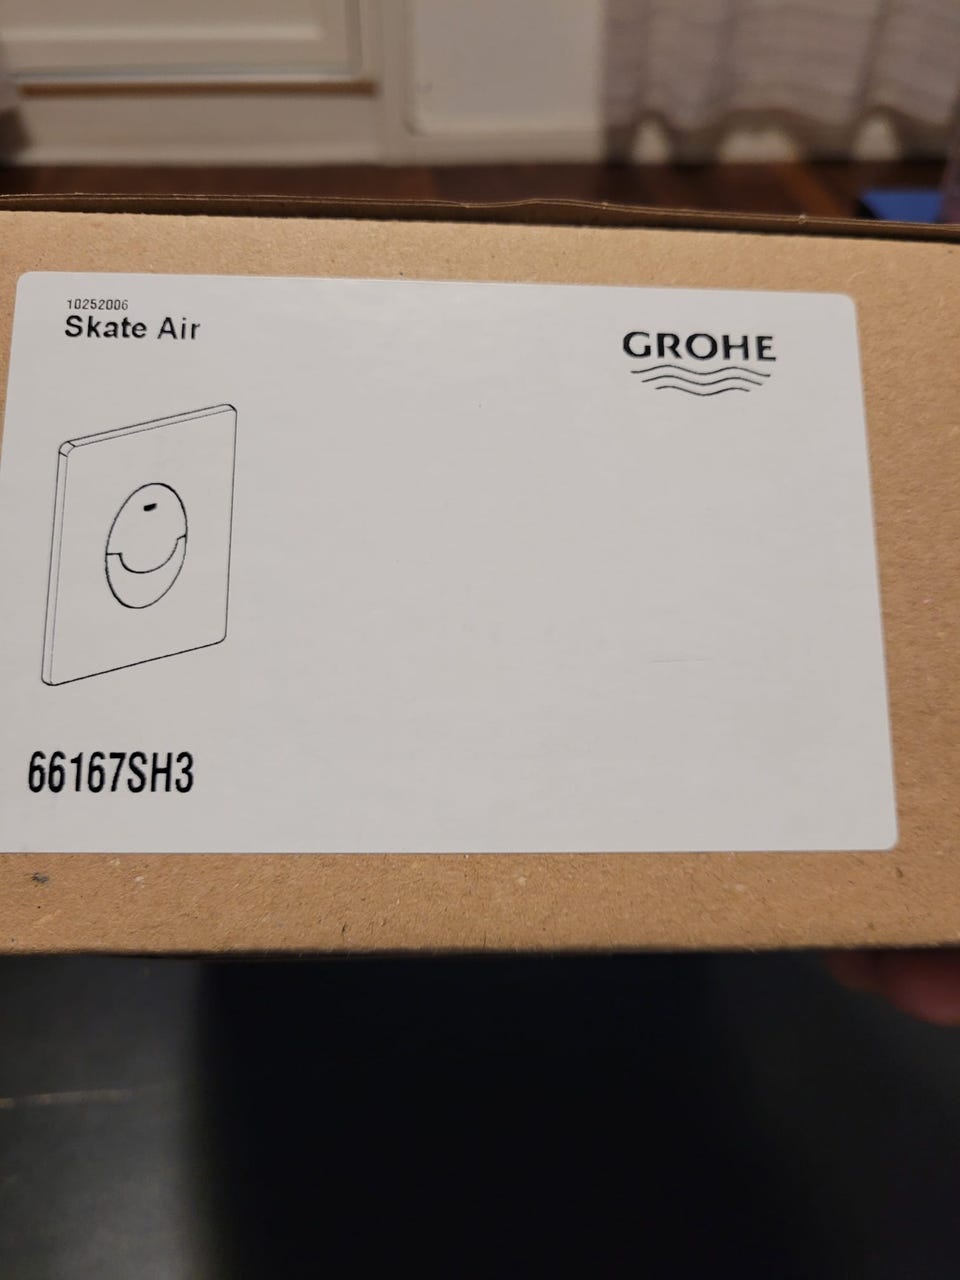 10252006
Skate Air
GROHE
66167SH3